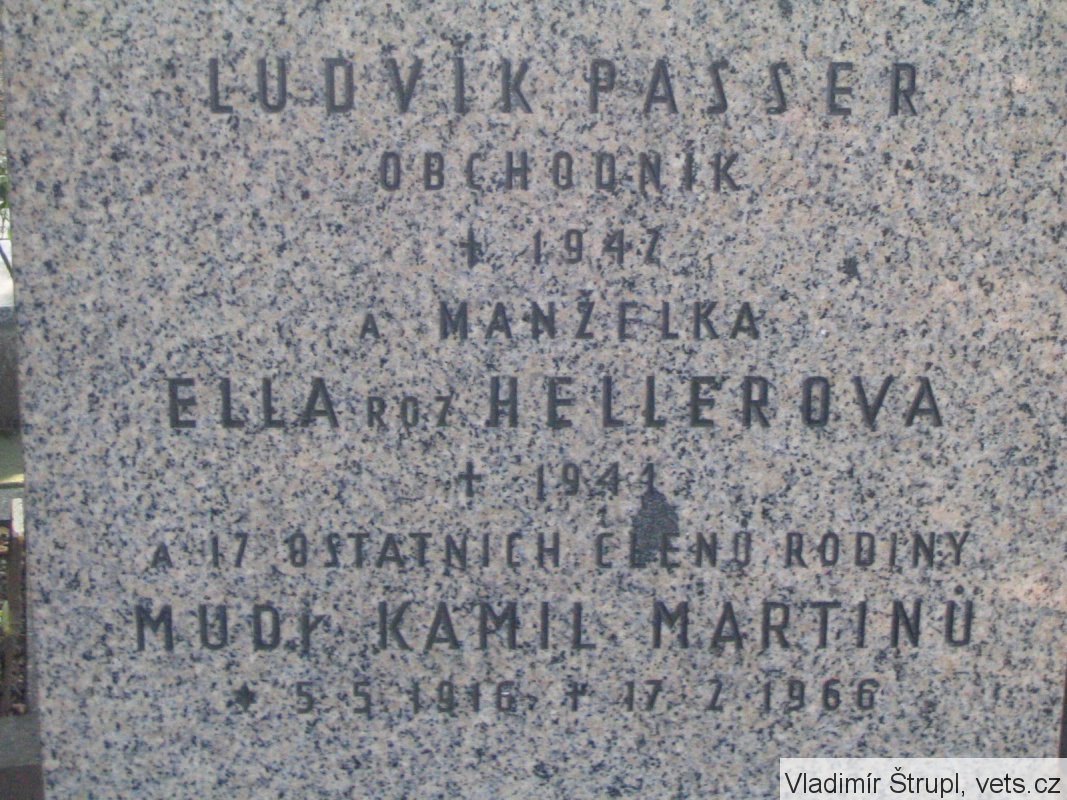 LUDVÍK PASSER
OBCHODNÍK
† 1942
A MANŽELKA
ELLA ROZ HELLEROVÁ
† 1944
A 17 OSTATNÍCH ČLENŮ RODINY
MUDr KAMIL MARTINŮ
* 5 5 1916 † 17 2 1966
Vladimír Štrupl, vets.cz